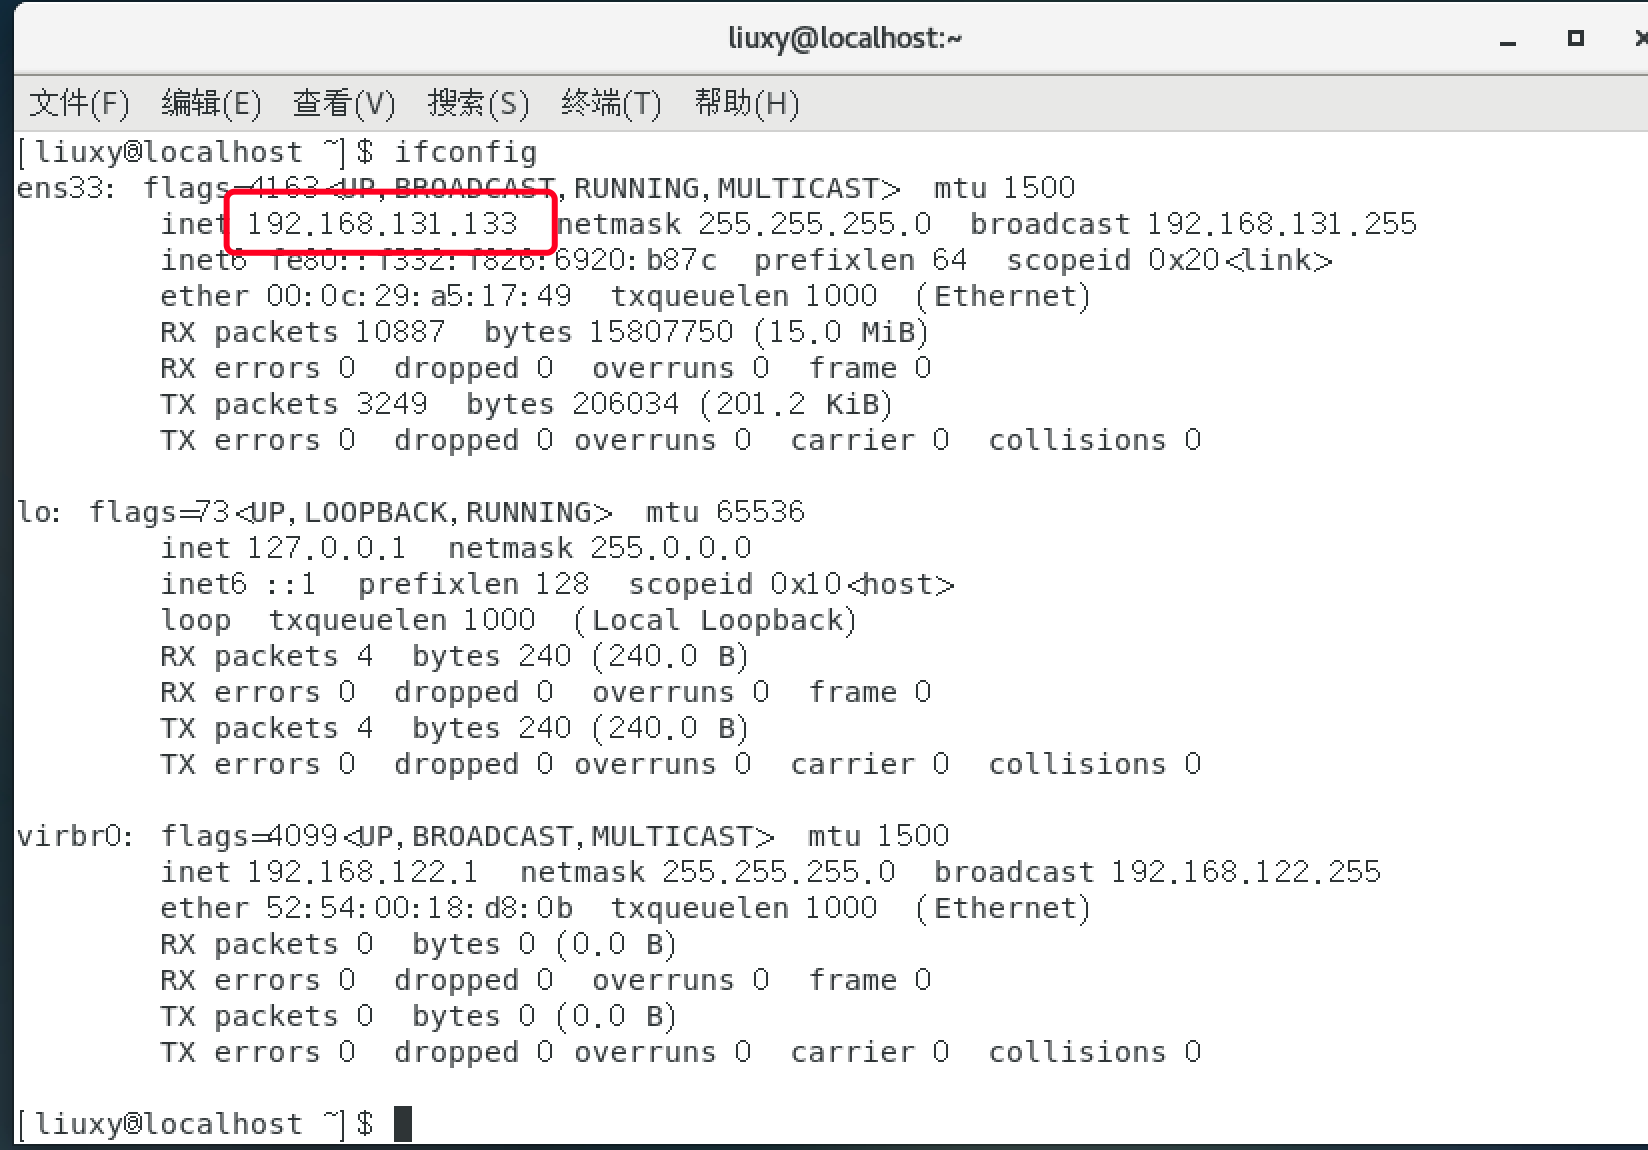 liuxy@localhost:~
文件(F) 编辑(E) 查看(V) 搜索(S) 终端(T) 帮助(H)
[liuxy@localhost ~]$ ifconfig
ens33: flags=4163<UP,BROADCAST,RUNNING,MULTICAST>  mtu 1500
        inet 192.168.131.133  netmask 255.255.255.0  broadcast 192.168.131.255
        inet6 fe80::f332:f826:6920:b87c  prefixlen 64  scopeid 0x20<link>
        ether 00:0c:29:a5:17:49  txqueuelen 1000  (Ethernet)
        RX packets 10887  bytes 15807750 (15.0 MiB)
        RX errors 0  dropped 0  overruns 0  frame 0
        TX packets 3249  bytes 206034 (201.2 KiB)
        TX errors 0  dropped 0 overruns 0  carrier 0  collisions 0
lo: flags=73<UP,LOOPBACK,RUNNING>  mtu 65536
        inet 127.0.0.1  netmask 255.0.0.0
        inet6 ::1  prefixlen 128  scopeid 0x10<host>
        loop  txqueuelen 1000  (Local Loopback)
        RX packets 4  bytes 240 (240.0 B)
        RX errors 0  dropped 0  overruns 0  frame 0
        TX packets 4  bytes 240 (240.0 B)
        TX errors 0  dropped 0 overruns 0  carrier 0  collisions 0
virbr0: flags=4099<UP,BROADCAST,MULTICAST>  mtu 1500
        inet 192.168.122.1  netmask 255.255.255.0  broadcast 192.168.122.255
        ether 52:54:00:18:d8:0b  txqueuelen 1000  (Ethernet)
        RX packets 0  bytes 0 (0.0 B)
        RX errors 0  dropped 0  overruns 0  frame 0
        TX packets 0  bytes 0 (0.0 B)
        TX errors 0  dropped 0 overruns 0  carrier 0  collisions 0
[liuxy@localhost ~]$